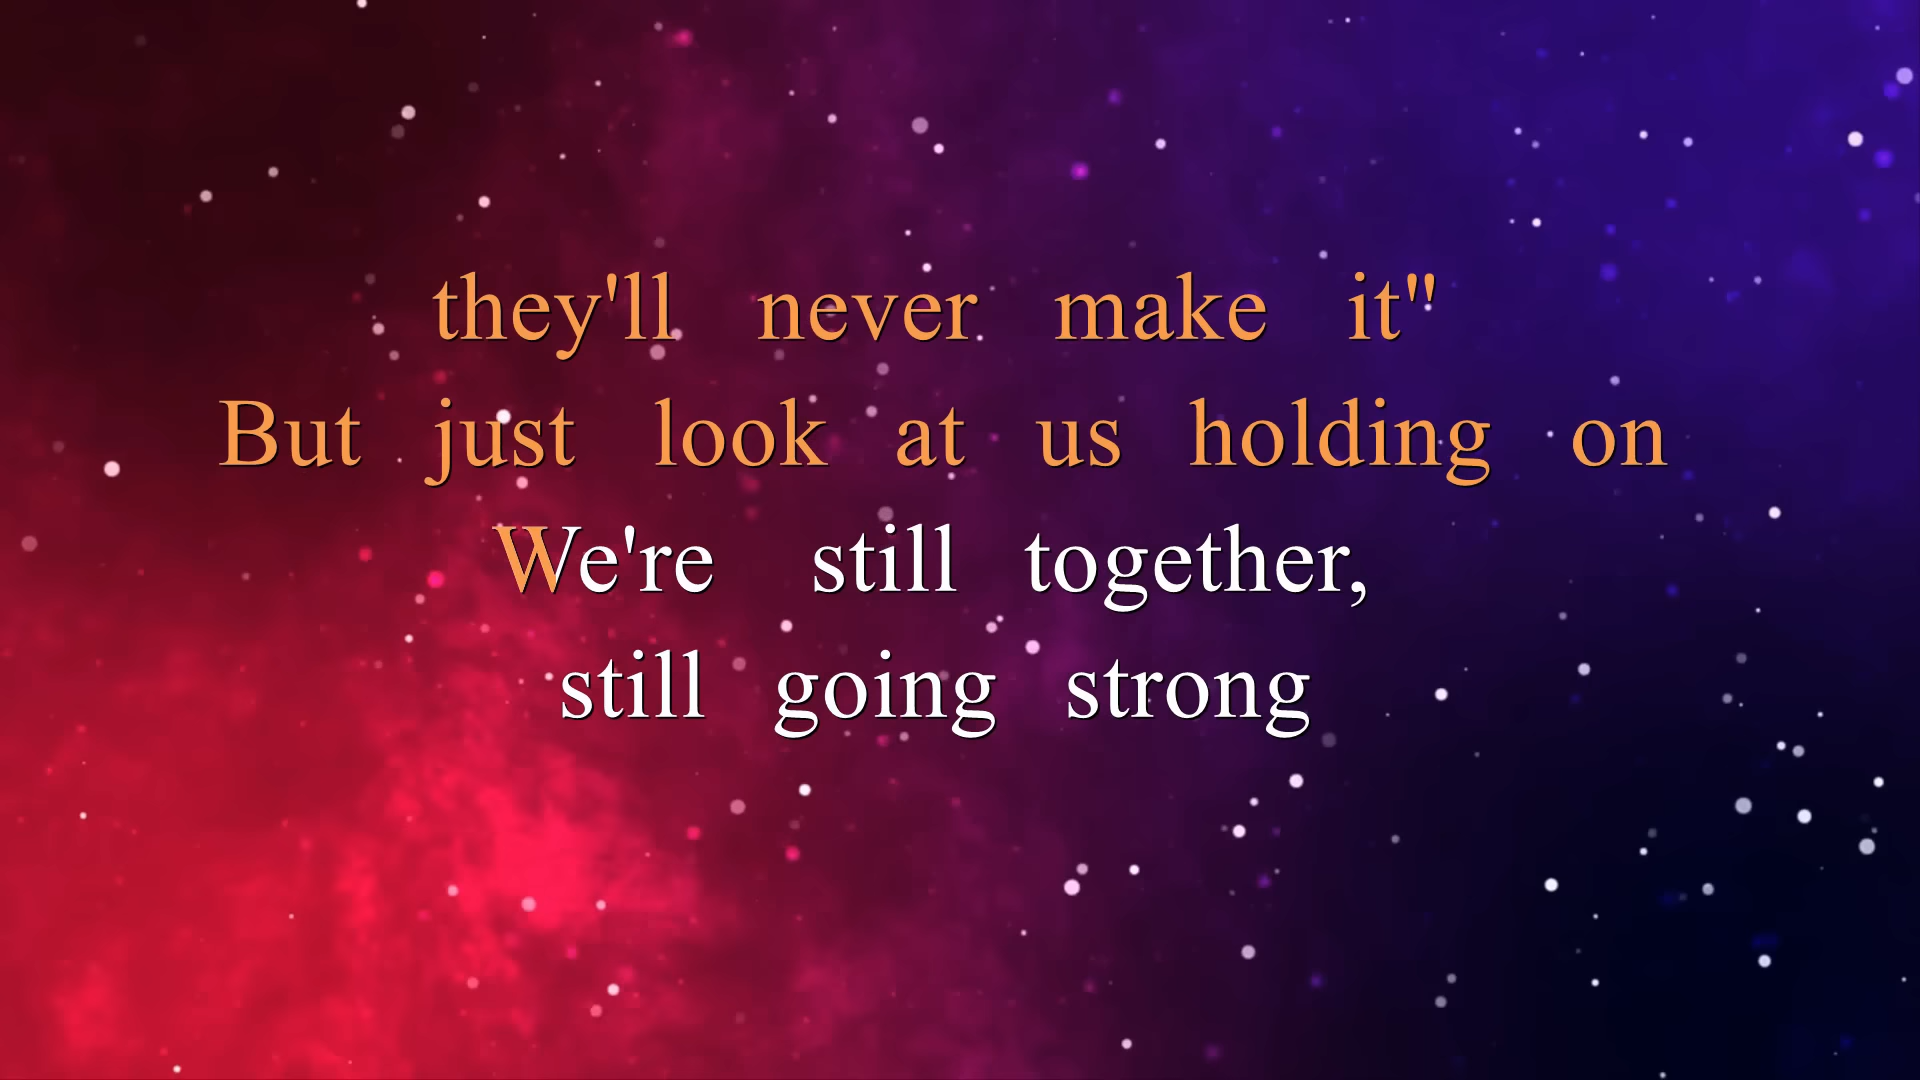 they'll never make it"
But just look at us holding on
We're still together,
still going strong